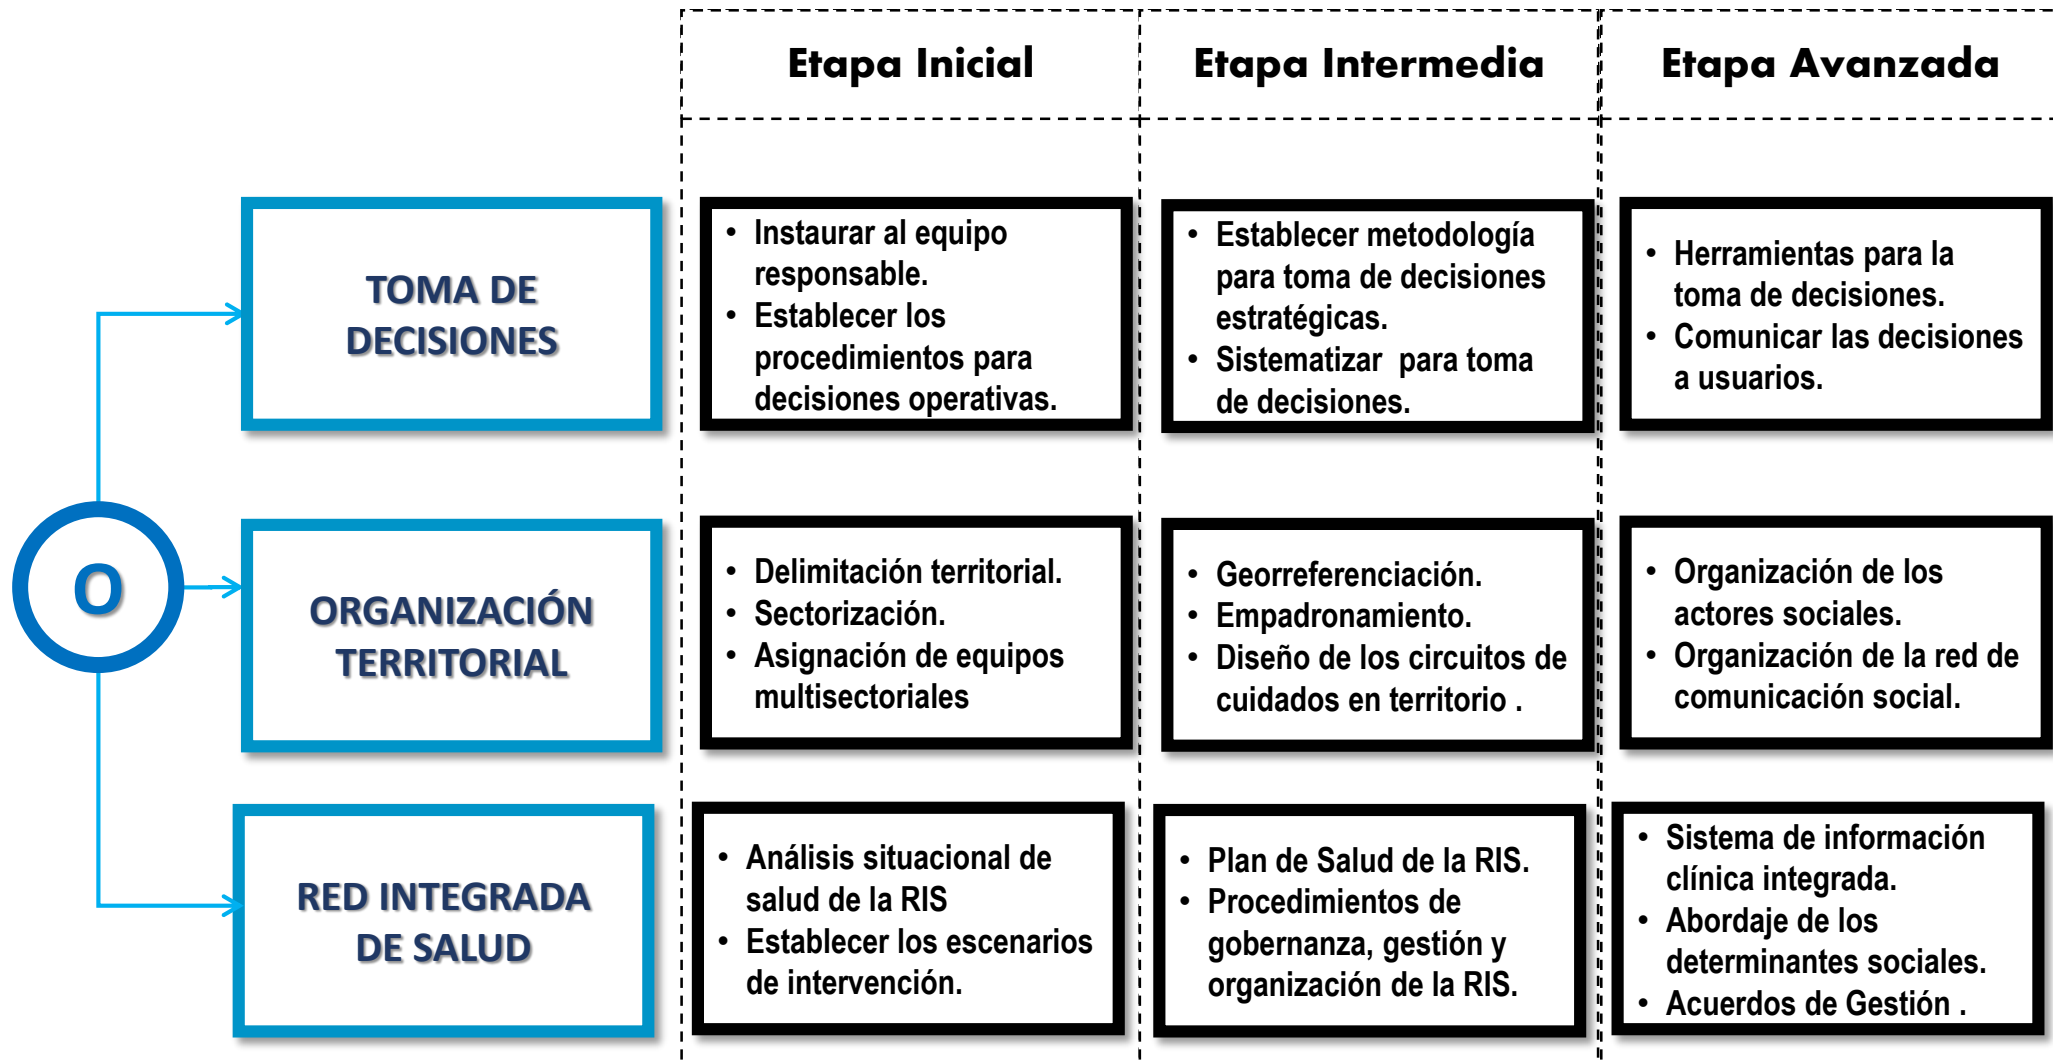 Etapa Inicial
Etapa Intermedia
Etapa Avanzada
O
TOMA DE
DECISIONES
• Instaurar al equipo
responsable.
• Establecer los
procedimientos para
decisiones operativas.
• Establecer metodología
para toma de decisiones
estratégicas.
• Sistematizar  para toma
de decisiones.
• Herramientas para la
toma de decisiones.
• Comunicar las decisiones
a usuarios.
ORGANIZACIÓN
TERRITORIAL
• Delimitación territorial.
• Sectorización.
• Asignación de equipos
multisectoriales
• Georreferenciación.
• Empadronamiento.
• Diseño de los circuitos de
cuidados en territorio .
• Organización de los
actores sociales.
• Organización de la red de
comunicación social.
RED INTEGRADA
DE SALUD
• Análisis situacional de
salud de la RIS
• Establecer los escenarios
de intervención.
• Plan de Salud de la RIS.
• Procedimientos de
gobernanza, gestión y
organización de la RIS.
• Sistema de información
clínica integrada.
• Abordaje de los
determinantes sociales.
• Acuerdos de Gestión .